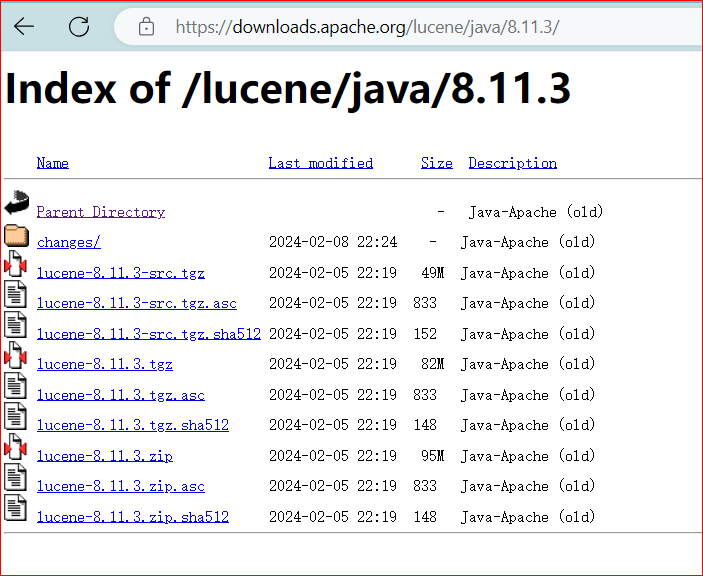 https://downloads.apache.org/lucene/java/8.11.3/
Index of /lucene/java/8.11.3
Name Last modified Size Description
Parent Directory - Java-Apache (old)
changes/ 2024-02-08 22:24 - Java-Apache (old)
lucene-8.11.3-src.tgz 2024-02-05 22:19 49M Java-Apache (old)
lucene-8.11.3-src.tgz.asc 2024-02-05 22:19 833 Java-Apache (old)
lucene-8.11.3-src.tgz.sha512 2024-02-05 22:19 152 Java-Apache (old)
lucene-8.11.3.tgz 2024-02-05 22:19 82M Java-Apache (old)
lucene-8.11.3.tgz.asc 2024-02-05 22:19 833 Java-Apache (old)
lucene-8.11.3.tgz.sha512 2024-02-05 22:19 148 Java-Apache (old)
lucene-8.11.3.zip 2024-02-05 22:19 95M Java-Apache (old)
lucene-8.11.3.zip.asc 2024-02-05 22:19 833 Java-Apache (old)
lucene-8.11.3.zip.sha512 2024-02-05 22:19 148 Java-Apache (old)